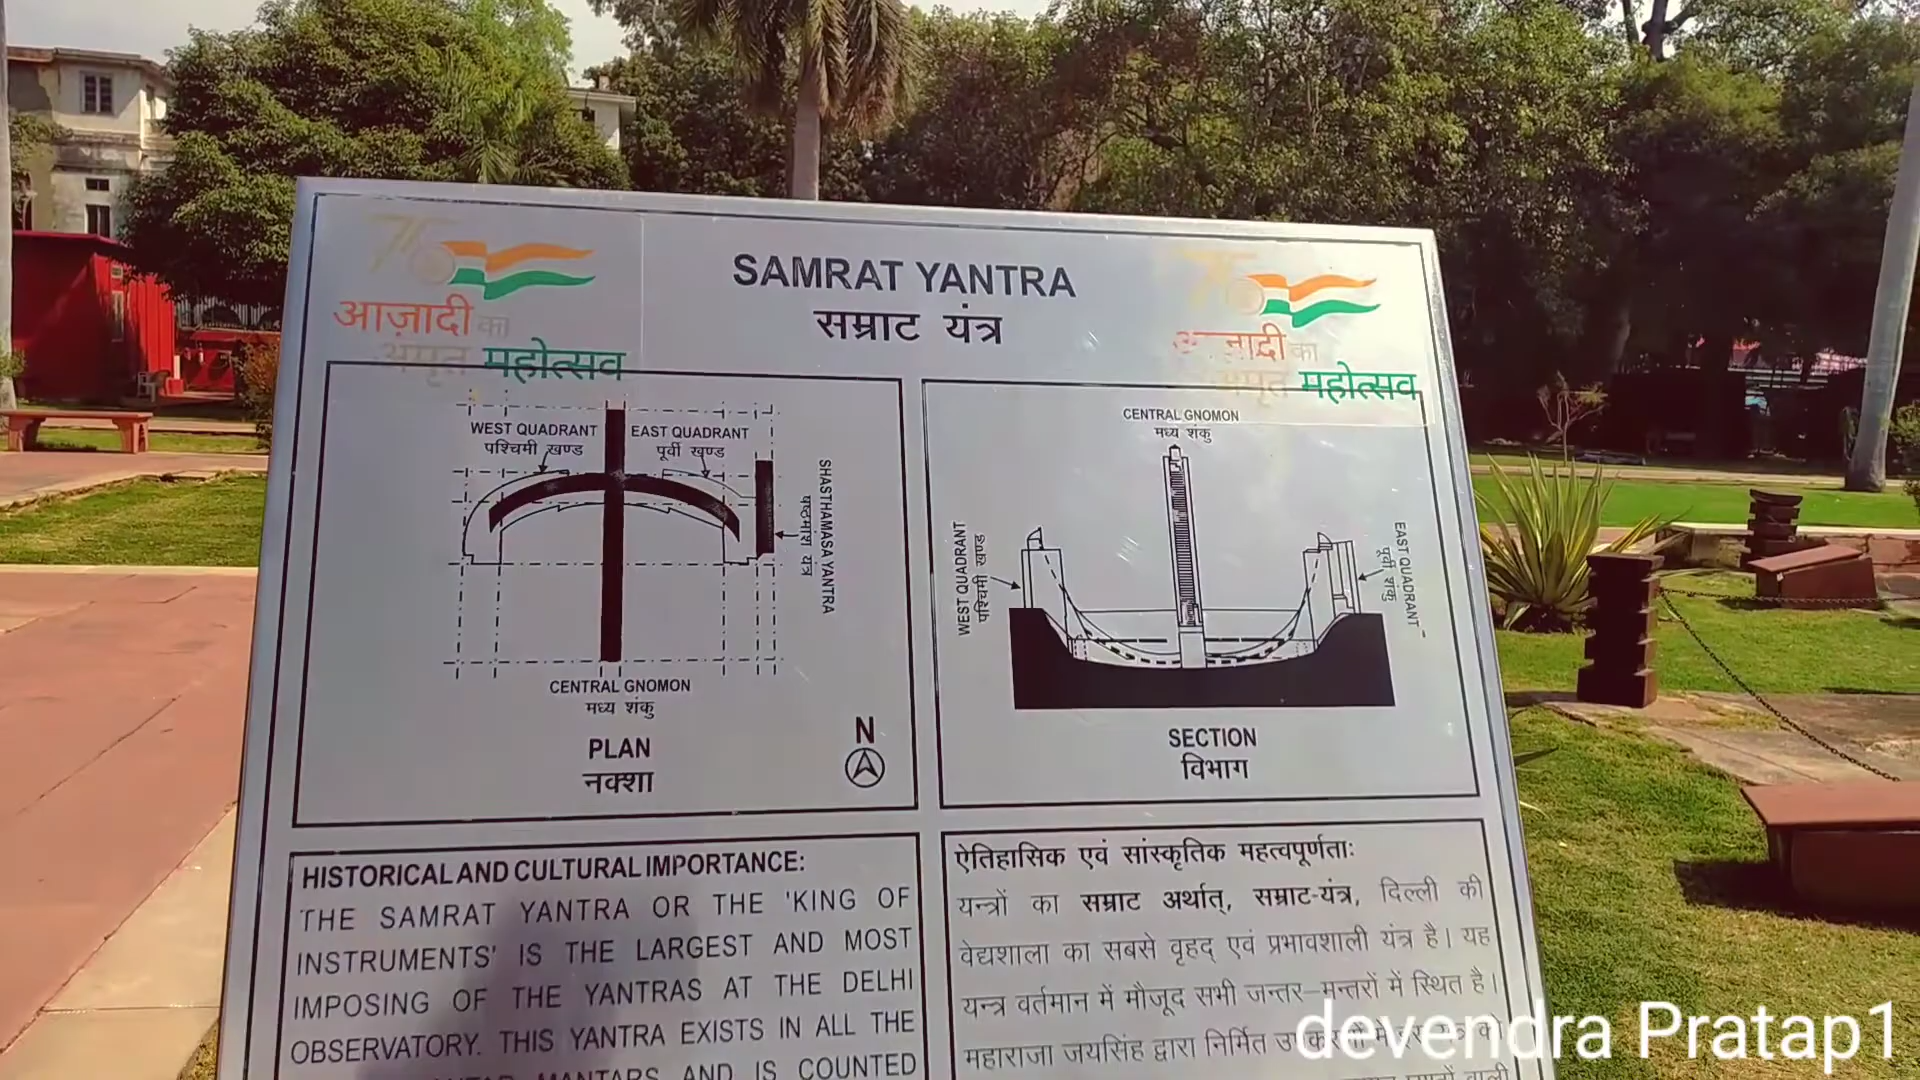 SAMRAT YANTRA
सम्राट यंत्र
75
आज़ादी का
अमृत महोत्सव
75
का
अमृत महोत्सव
WEST QUADRANT
पश्चिमी खण्ड
EAST QUADRANT
पूर्वी खण्ड
SHASTHAMASA YANTRA
यंत्र
CENTRAL GNOMON
मध्य शंकु
PLAN
नक्शा
N
CENTRAL GNOMON
मध्य शंकु
WEST QUADRANT
पश्चिमी खण्ड
EAST QUADRANT
पूर्वी
SECTION
विभाग
HISTORICAL AND CULTURAL IMPORTANCE:
THE SAMRAT YANTRA OR THE 'KING OF
INSTRUMENTS' IS THE LARGEST AND MOST
IMPOSING OF THE YANTRAS AT THE DELHI
OBSERVATORY. THIS YANTRA EXISTS IN ALL THE
MANTARS AND IS COUNTED
ऐतिहासिक एवं सांस्कृतिक महत्वपूर्णताः
यन्त्रों का सम्राट अर्थात्, सम्राट-यंत्र, दिल्ली की
वेद्यशाला का सबसे वृहद् एवं प्रभावशाली यंत्र है। यह
यन्त्र वर्तमान में मौजूद सभी जन्तर-मन्तरों में स्थित है।
महाराजा जयसिंह द्वारा निर्मित
devendra Pratap1